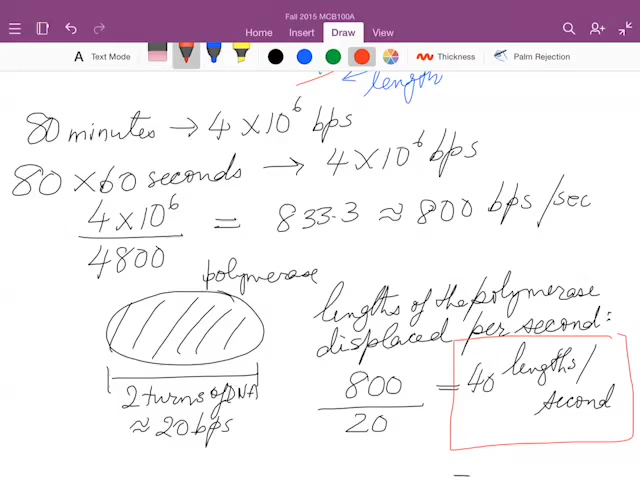 Fall 2015 MCB100A
Home Insert Draw View
A Text Mode Thickness Palm Rejection
← length
80 minutes → 4 × 10^6 bps
80 × 60 seconds → 4 × 10^6 bps
4 × 10^6 / 4800 = 833.3 ≈ 800 bps/sec
polymerase
lengths of the polymerase
displaced per second:
800 / 20 = 40 lengths/second
2 turns of DNA
≈ 20 bps
=